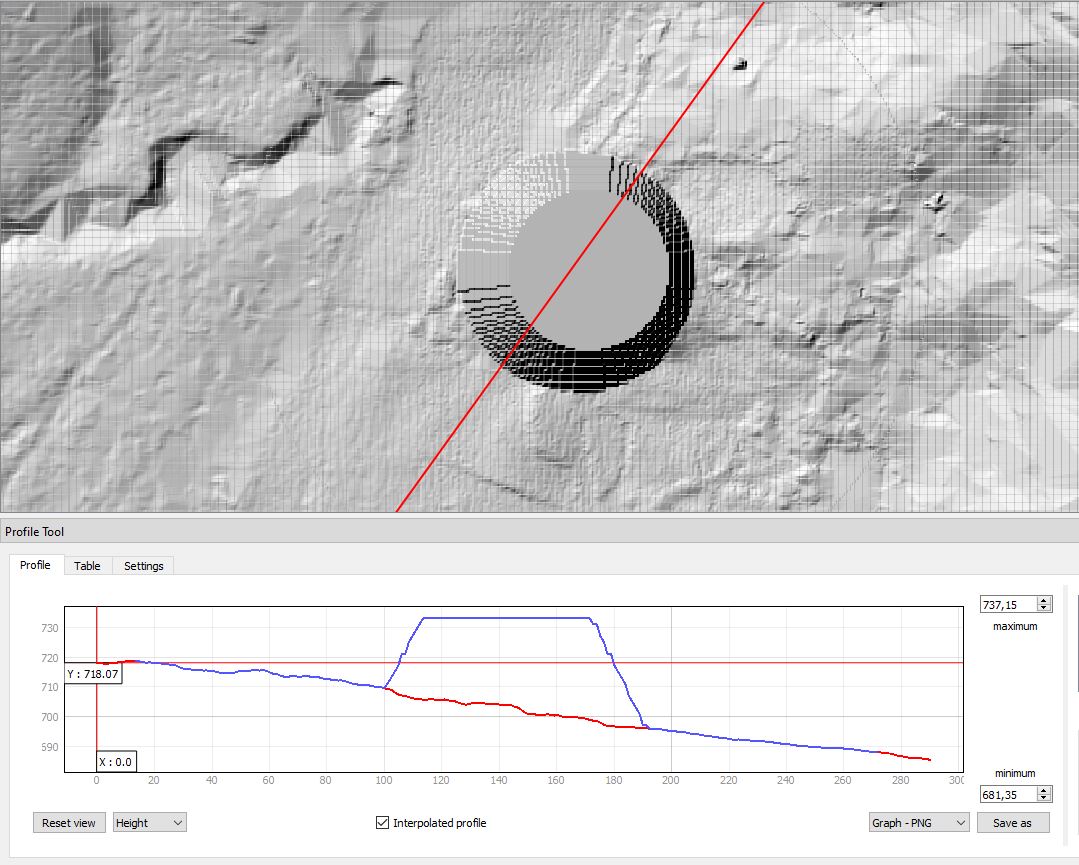 Profile Tool
Profile Table Settings
730
720
710
700
690
Y : 718.07
X : 0.0
0 20 40 60 80 100 120 140 160 180 200 220 240 260 280 300
737,15
maximum
minimum
681,35
Reset view Height Interpolated profile Graph - PNG Save as